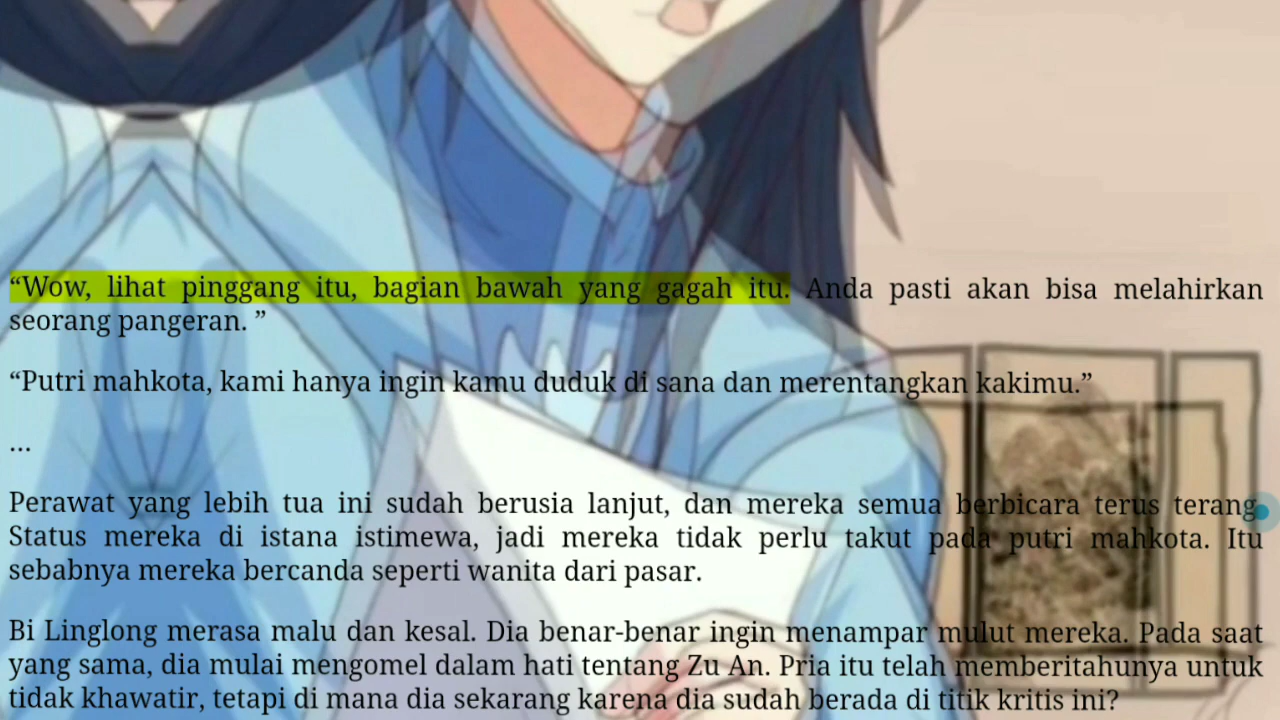 “Wow, lihat pinggang itu, bagian bawah yang gagah itu. Anda pasti akan bisa melahirkan
seorang pangeran. ”
“Putri mahkota, kami hanya ingin kamu duduk di sana dan merentangkan kakimu.”
...
Perawat yang lebih tua ini sudah berusia lanjut, dan mereka semua berbicara terus terang.
Status mereka di istana istimewa, jadi mereka tidak perlu takut pada putri mahkota. Itu
sebabnya mereka bercanda seperti wanita dari pasar.
Bi Linglong merasa malu dan kesal. Dia benar-benar ingin menampar mulut mereka. Pada saat
yang sama, dia mulai mengomel dalam hati tentang Zu An. Pria itu telah memberitahunya untuk
tidak khawatir, tetapi di mana dia sekarang karena dia sudah berada di titik kritis ini?